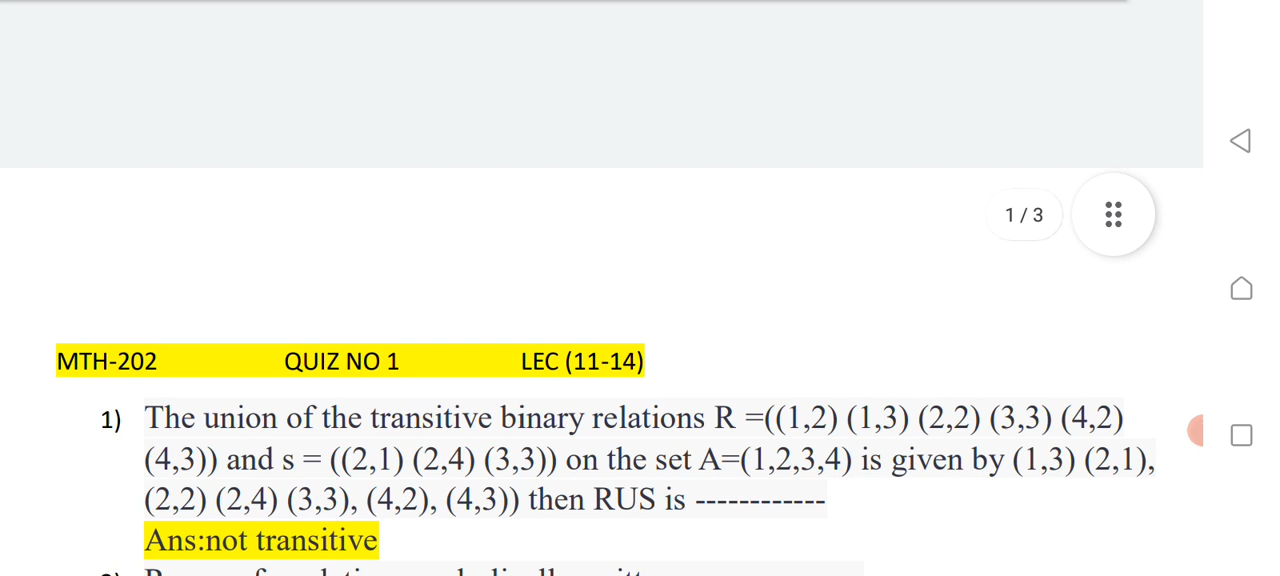 1 / 3
MTH-202 QUIZ NO 1 LEC (11-14)
1) The union of the transitive binary relations R =((1,2) (1,3) (2,2) (3,3) (4,2)
(4,3)) and s = ((2,1) (2,4) (3,3)) on the set A=(1,2,3,4) is given by (1,3) (2,1),
(2,2) (2,4) (3,3), (4,2), (4,3)) then RUS is ------------
Ans:not transitive